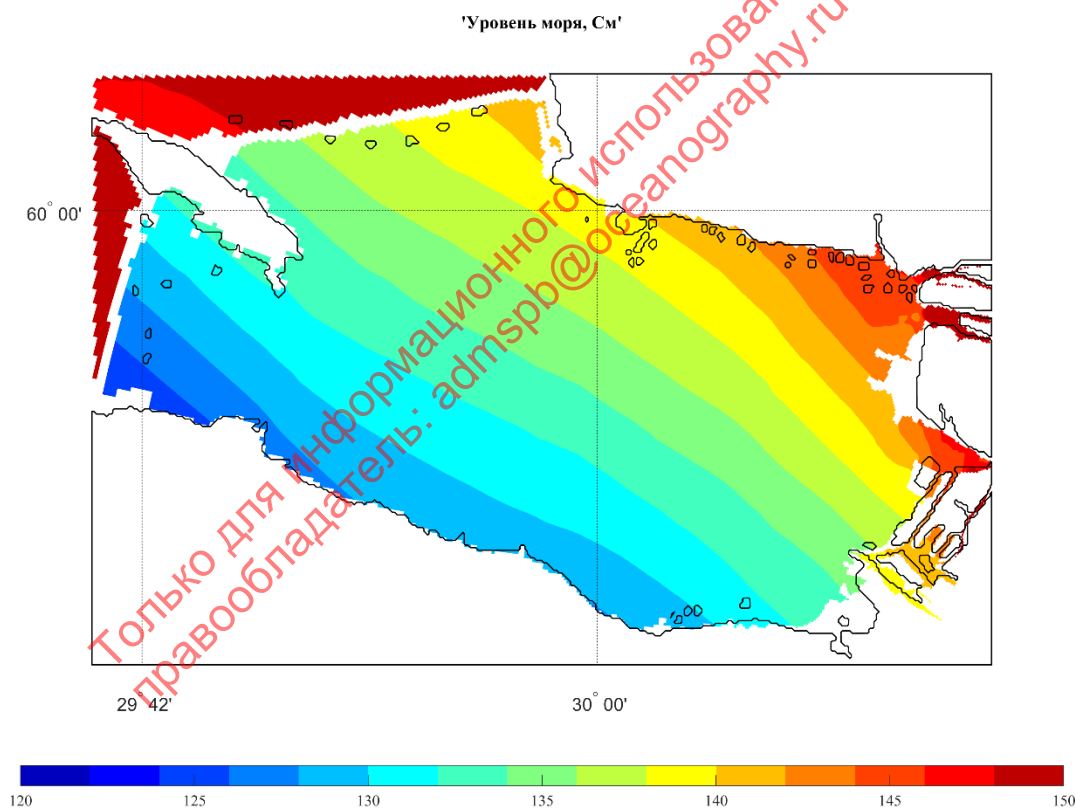 'Уровень моря, См'
Только для информационного использован
правообладатель: admspb@oceanography.ru
60° 00'
29° 42'
30° 00'
120 125 130 135 140 145 150